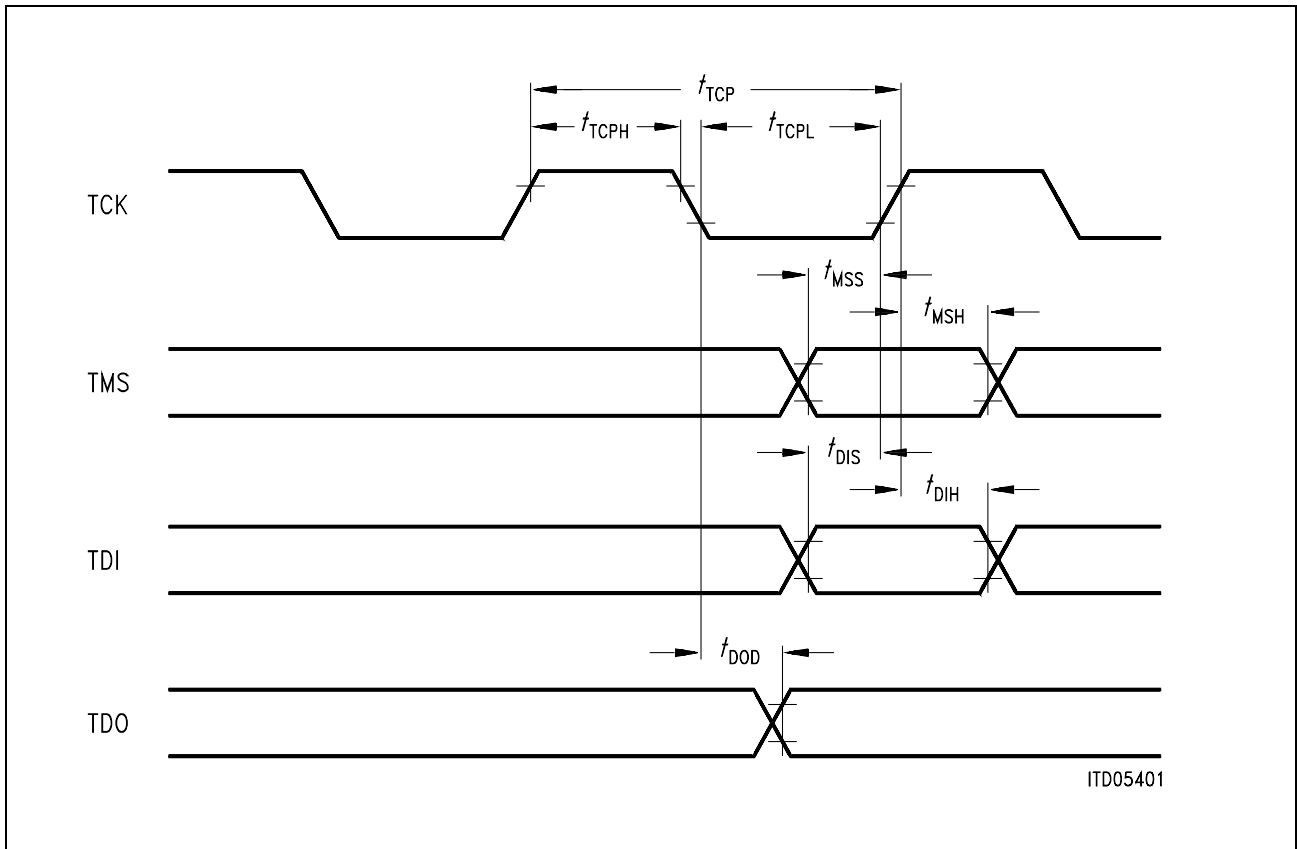 tTCP
tTCPH
tTCPL
TCK
tMSS
tMSH
TMS
tDIS
tDIH
TDI
tDOD
TDO
ITD05401